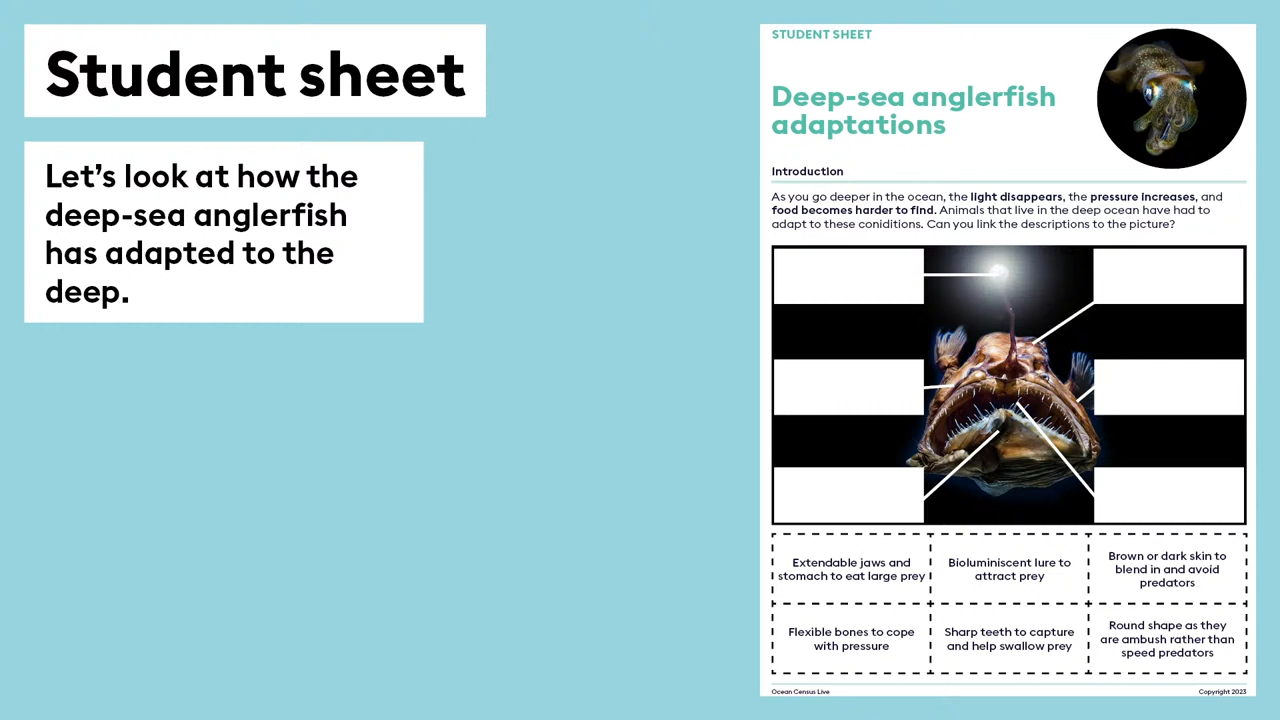 Student sheet
Let's look at how the
deep-sea anglerfish
has adapted to the
deep.
STUDENT SHEET
Deep-sea anglerfish
adaptations
Introduction
As you go deeper in the ocean, the light disappears, the pressure increases, and
food becomes harder to find. Animals that live in the deep ocean have had to
adapt to these coniditions. Can you link the descriptions to the picture?
Extendable jaws and
stomach to eat large prey
Bioluminiscent lure to
attract prey
Brown or dark skin to
blend in and avoid
predators
Flexible bones to cope
with pressure
Sharp teeth to capture
and help swallow prey
Round shape as they
are ambush rather than
speed predators
Ocean Census Live
Copyright 2023